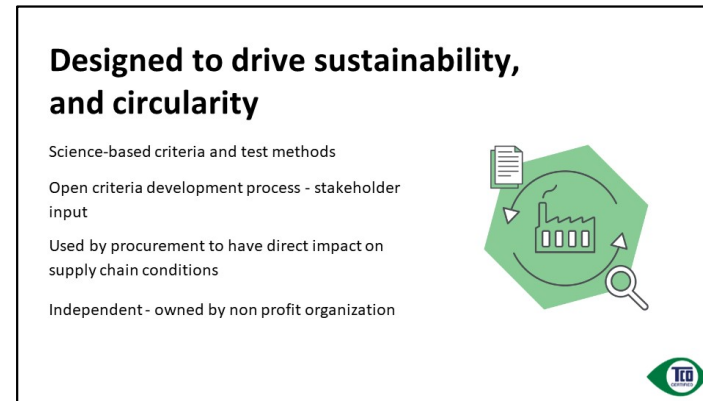 Designed to drive sustainability,
and circularity
Science-based criteria and test methods
Open criteria development process - stakeholder
input
Used by procurement to have direct impact on
supply chain conditions
Independent - owned by non profit organization
TCO
CERTIFIED